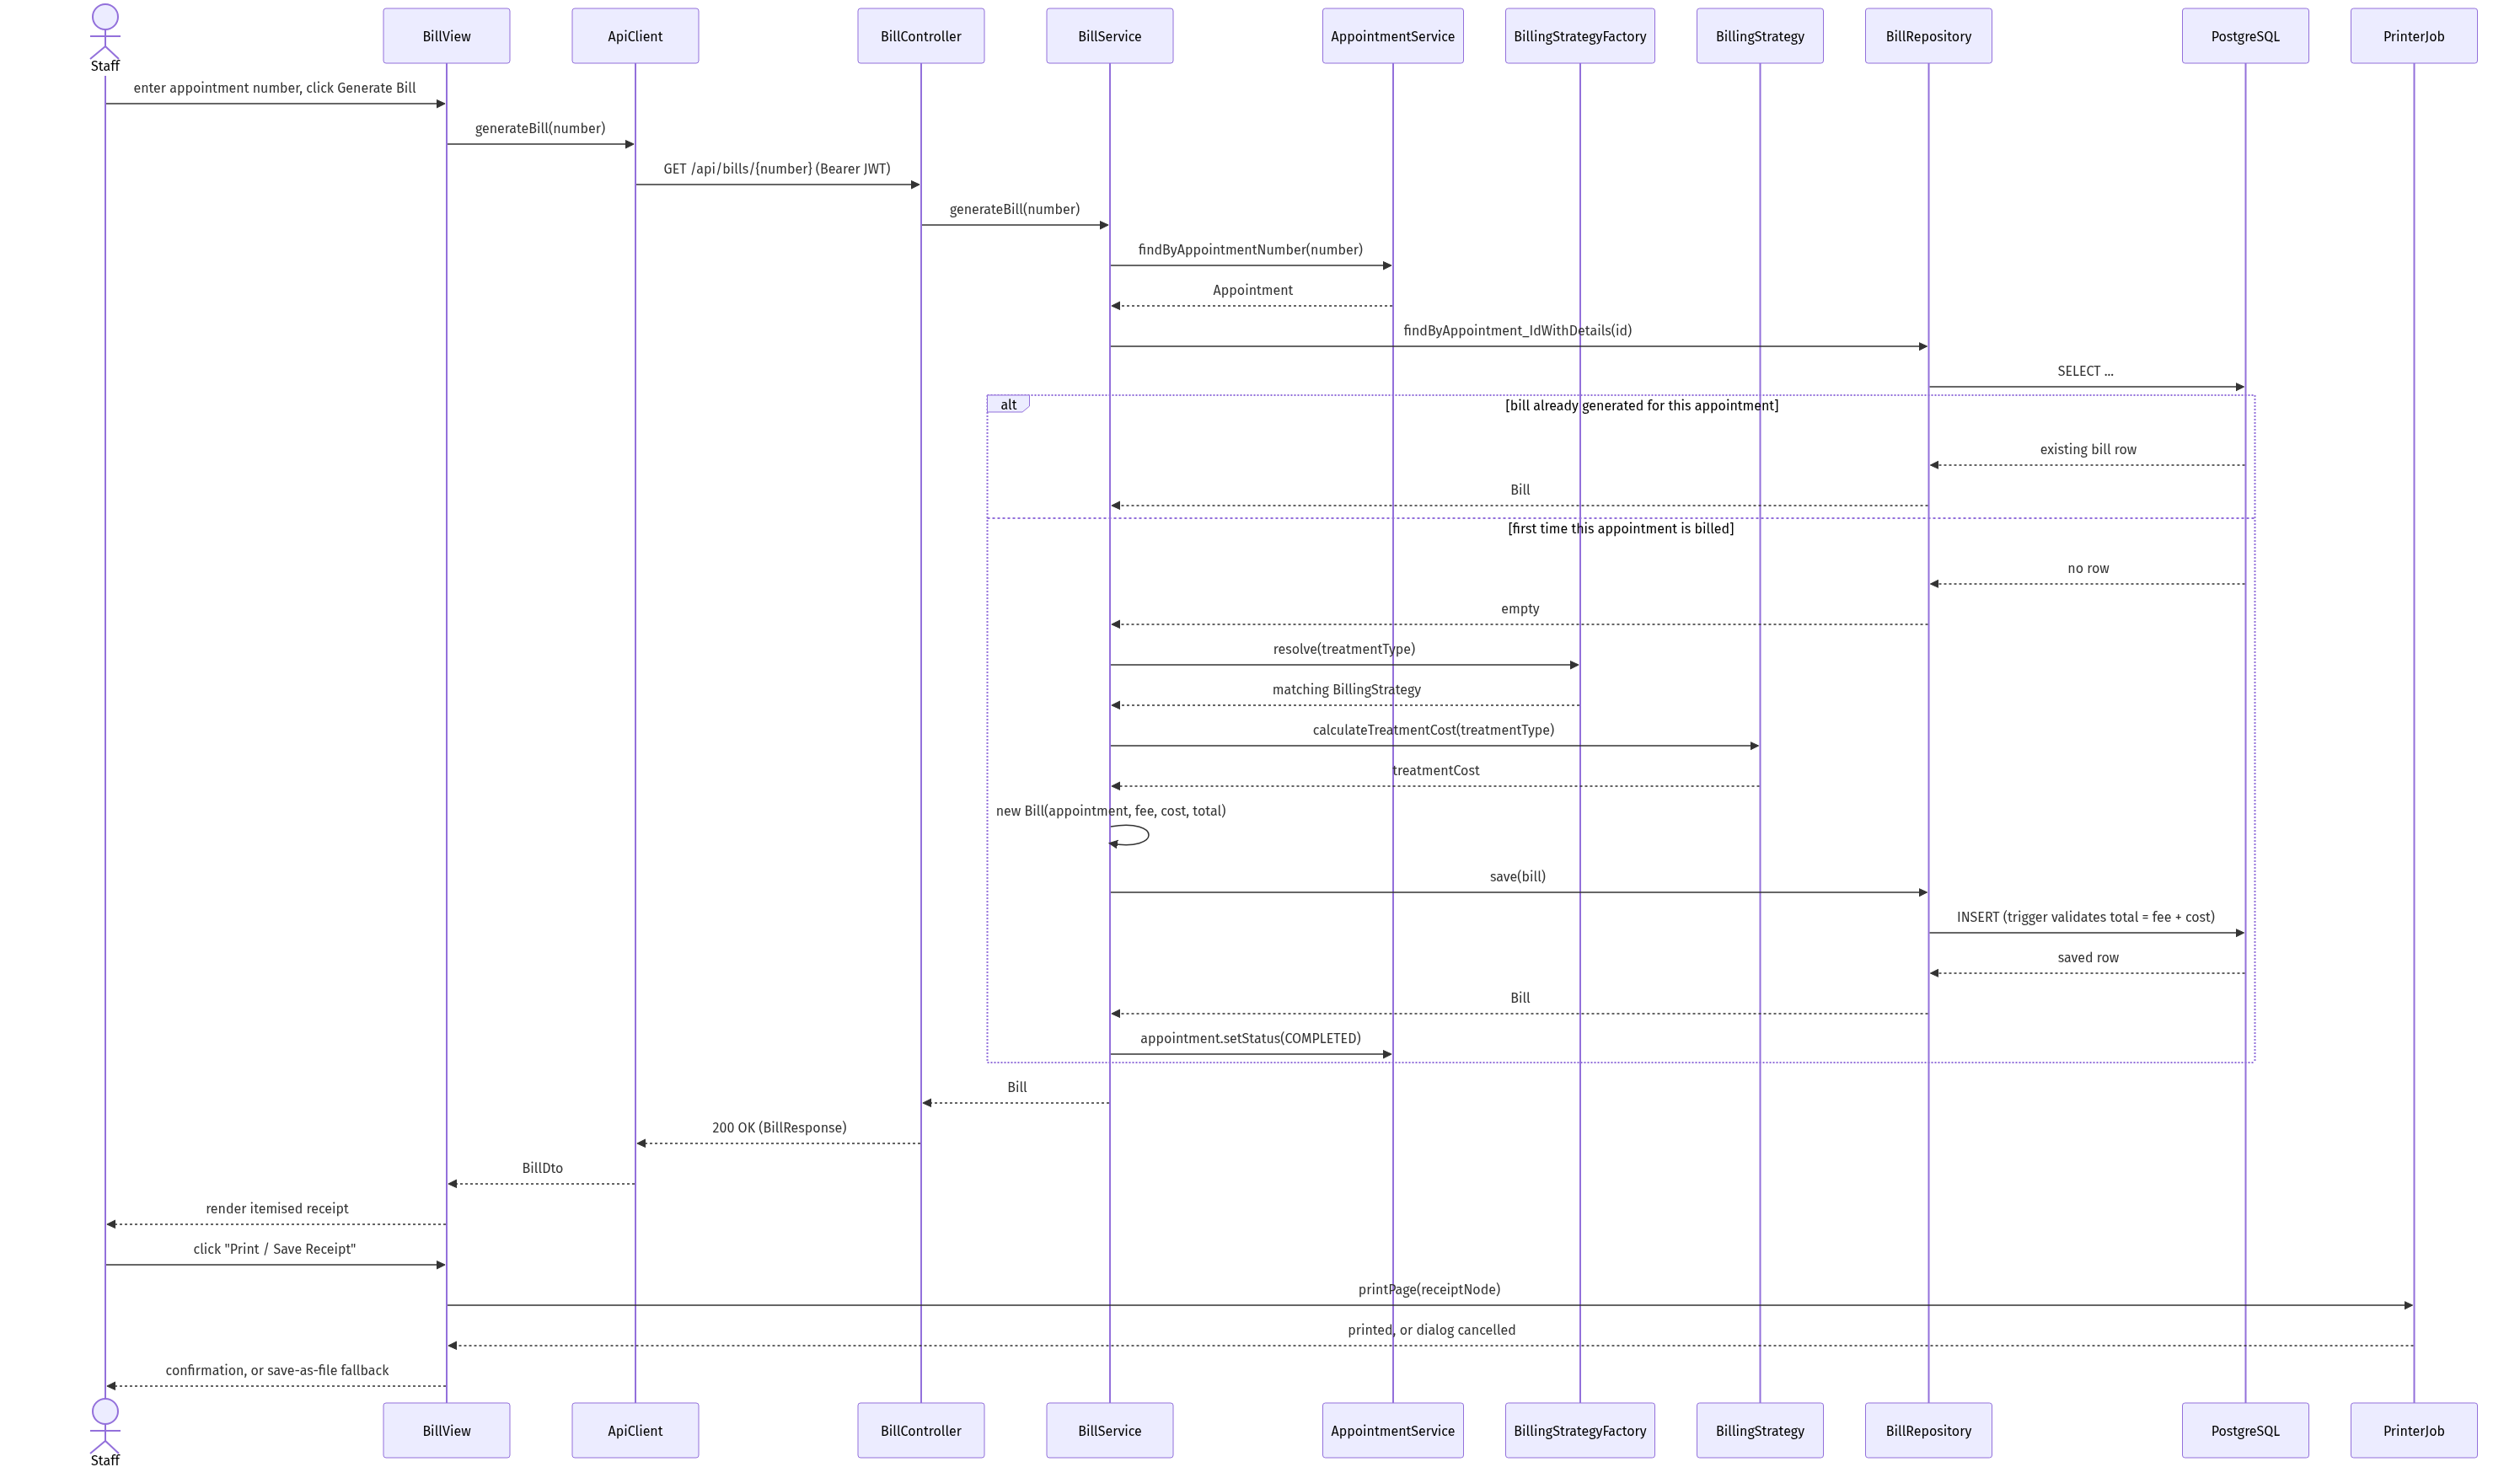 Staff
BillView
ApiClient
BillController
BillService
AppointmentService
BillingStrategyFactory
BillingStrategy
BillRepository
PostgreSQL
PrinterJob
enter appointment number, click Generate Bill
generateBill(number)
GET /api/bills/{number} (Bearer JWT)
generateBill(number)
findByAppointmentNumber(number)
Appointment
findByAppointment_IdWithDetails(id)
SELECT ...
alt
[bill already generated for this appointment]
existing bill row
Bill
[first time this appointment is billed]
no row
empty
resolve(treatmentType)
matching BillingStrategy
calculateTreatmentCost(treatmentType)
treatmentCost
new Bill(appointment, fee, cost, total)
save(bill)
INSERT (trigger validates total = fee + cost)
saved row
Bill
appointment.setStatus(COMPLETED)
Bill
200 OK (BillResponse)
BillDto
render itemised receipt
click "Print / Save Receipt"
printPage(receiptNode)
printed, or dialog cancelled
confirmation, or save-as-file fallback
Staff
BillView
ApiClient
BillController
BillService
AppointmentService
BillingStrategyFactory
BillingStrategy
BillRepository
PostgreSQL
PrinterJob